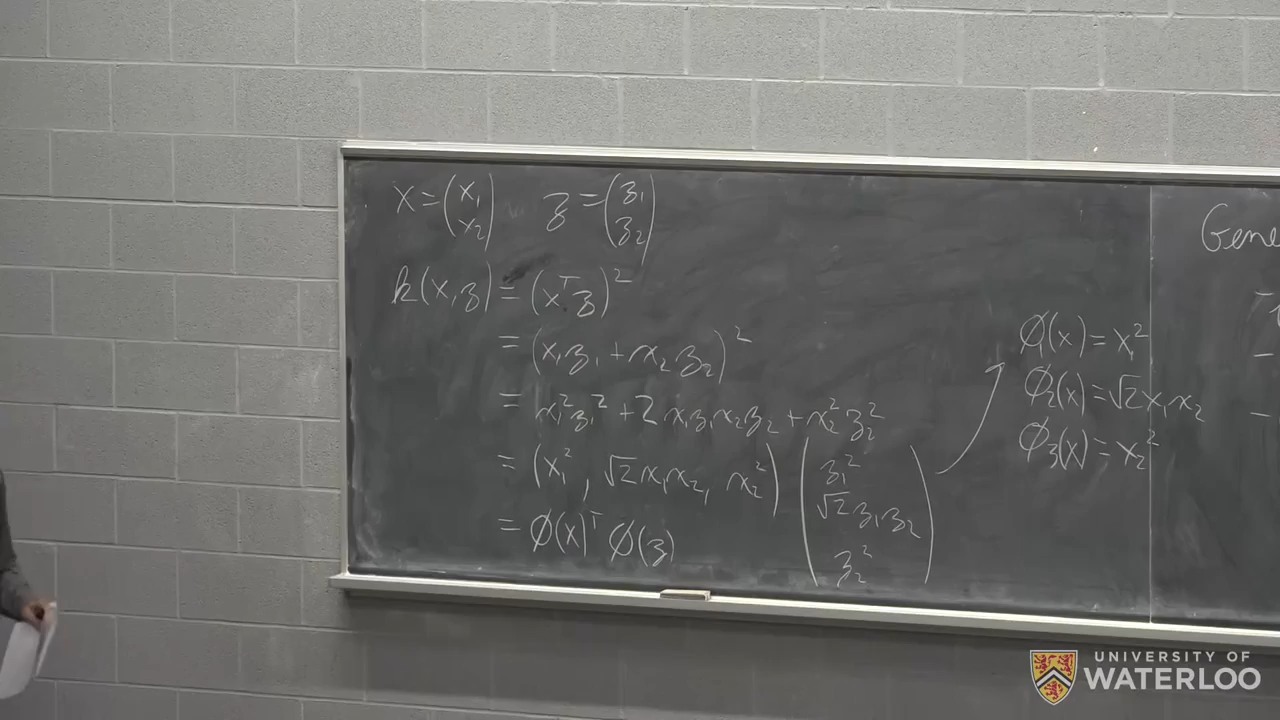 x = (x₁ x₂) z = (z₁ z₂)
k(x,z) = (xᵀz)²
= (x₁z₁ + x₂z₂)²
= x₁²z₁² + 2x₁z₁x₂z₂ + x₂²z₂²
= (x₁², √2x₁x₂, x₂²) (z₁² √2z₁z₂ z₂²)
= φ(x)ᵀ φ(z)
φ(x) = x₁²
φ₂(x) = √2x₁x₂
φ₃(x) = x₂²
Gene
UNIVERSITY OF
WATERLOO